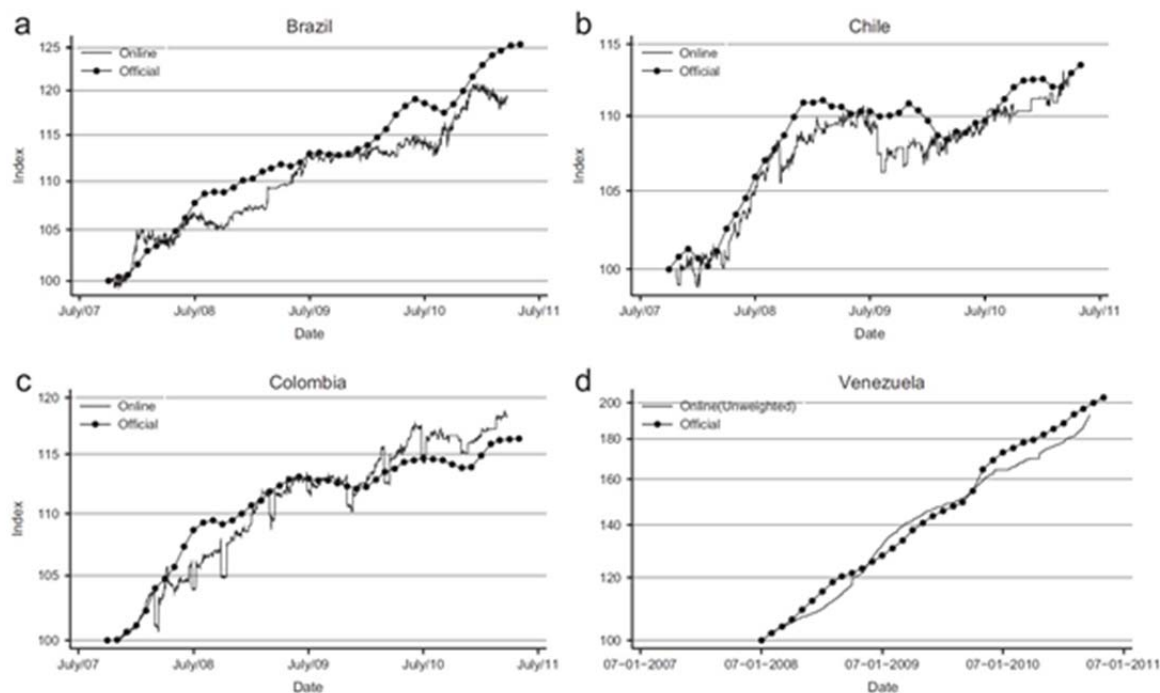 a
Brazil
Online
Official
125
120
115
110
105
100
Index
July/07
July/08
July/09
July/10
July/11
Date
b
Chile
Online
Official
115
110
105
100
Index
July/07
July/08
July/09
July/10
July/11
Date
c
Colombia
Online
Official
120
115
110
105
100
Index
July/07
July/08
July/09
July/10
July/11
Date
d
Venezuela
Online(Unweighted)
Official
200
180
160
140
120
100
07-01-2007
07-01-2008
07-01-2009
07-01-2010
07-01-2011
Date